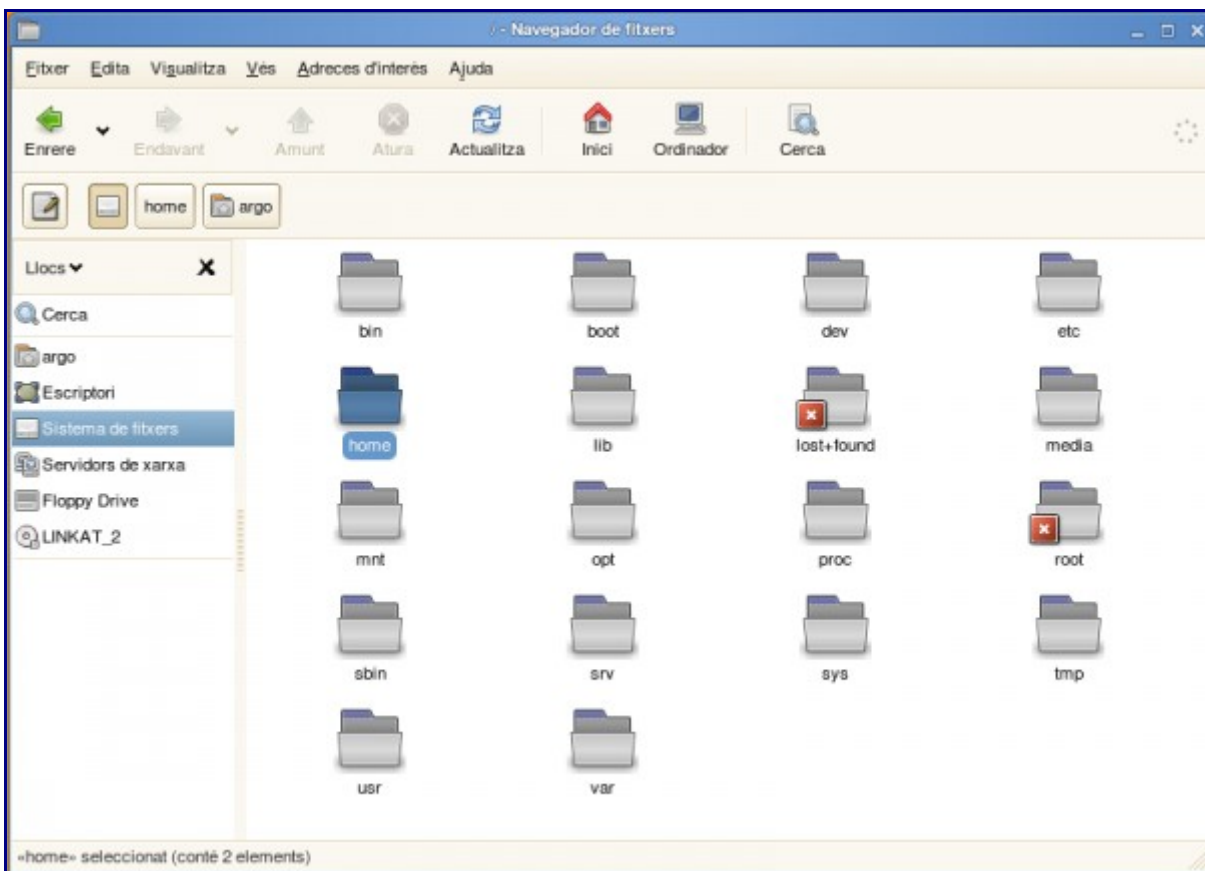 / - Navegador de fitxers
Fitxer Edita Visualitza Vés Adreces d'interès Ajuda
Enrere Endavant Amunt Atura Actualitza Inici Ordinador Cerca
home argo
Llocs
Cerca
argo
Escriptori
Sistema de fitxers
Servidors de xarxa
Floppy Drive
LINKAT_2
bin boot dev etc
home lib lost+found media
mnt opt proc root
sbin srv sys tmp
usr var
«home» seleccionat (conté 2 elements)